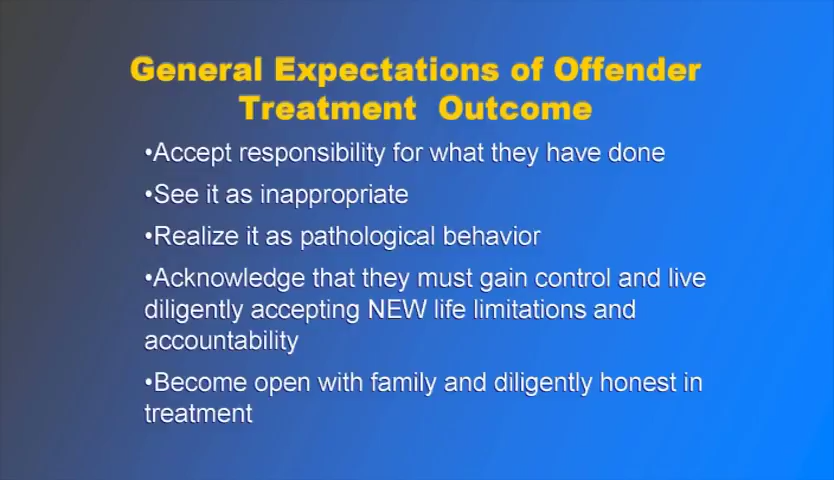 General Expectations of Offender
Treatment  Outcome
•Accept responsibility for what they have done
•See it as inappropriate
•Realize it as pathological behavior
•Acknowledge that they must gain control and live
diligently accepting NEW life limitations and
accountability
•Become open with family and diligently honest in
treatment